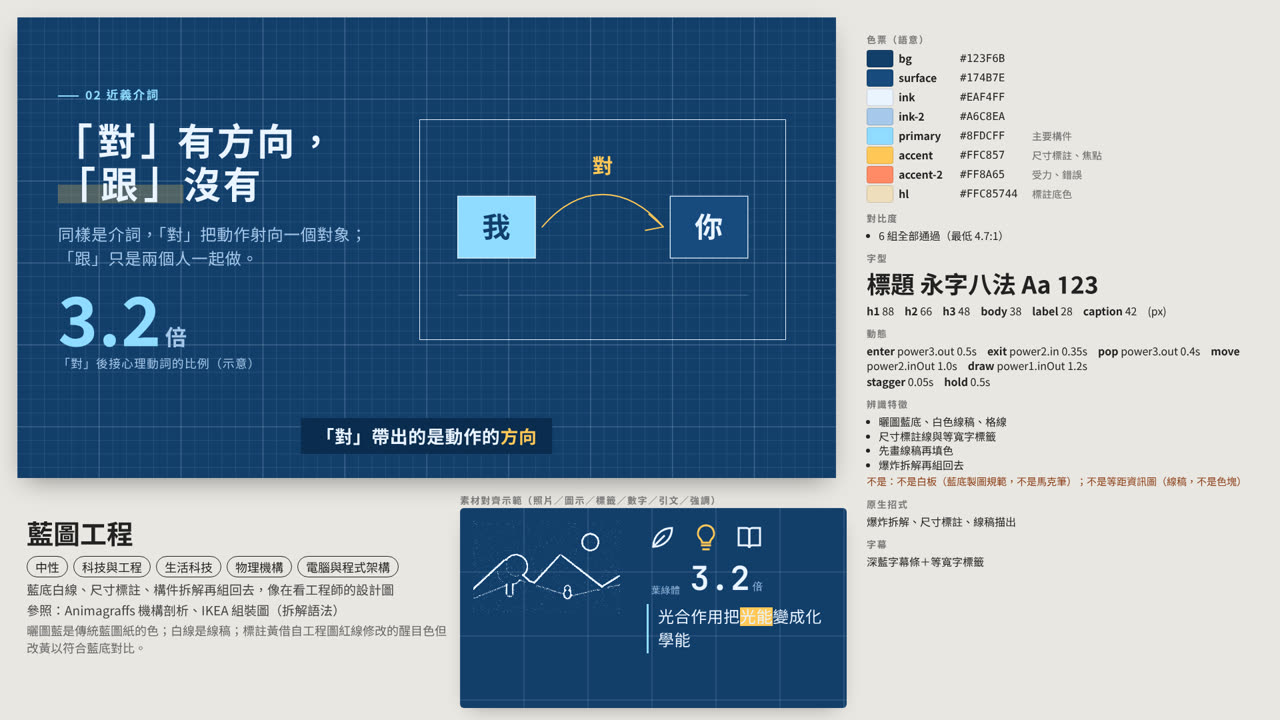 02 近義介詞
「對」有方向，
「跟」沒有
同樣是介詞，「對」把動作射向一個對象；
「跟」只是兩個人一起做。
3.2倍
「對」後接心理動詞的比例（示意）
對
我
你
「對」帶出的是動作的方向
藍圖工程
中性 科技與工程 生活科技 物理機構 電腦與程式架構
藍底白線、尺寸標註、構件拆解再組回去，像在看工程師的設計圖
參照：Animagraffs 機構剖析、IKEA 組裝圖（拆解語法）
曬圖藍是傳統藍圖紙的色；白線是線稿；標註黃借自工程圖紅線修改的醒目色但
改黃以符合藍底對比。
素材對齊示範（照片／圖示／標籤／數字／引文／強調）
葉綠體 3.2倍
光合作用把光能變成化
學能
色票（語意）
bg #123F6B
surface #174B7E
ink #EAF4FF
ink-2 #A6C8EA
primary #8FDCFF 主要構件
accent #FFC857 尺寸標註、焦點
accent-2 #FF8A65 受力、錯誤
hl #FFC85744 標註底色
對比度
6 組全部通過（最低 4.7:1）
字型
標題 永字八法 Aa 123
h1 88 h2 66 h3 48 body 38 label 28 caption 42 (px)
動態
enter power3.out 0.5s exit power2.in 0.35s pop power3.out 0.4s move
power2.inOut 1.0s draw power1.inOut 1.2s
stagger 0.05s hold 0.5s
辨識特徵
曬圖藍底、白色線稿、格線
尺寸標註線與等寬字標籤
先畫線稿再填色
爆炸拆解再組回去
不是：不是白板（藍底製圖規範，不是馬克筆）；不是等距資訊圖（線稿，不是色塊）
原生招式
爆炸拆解、尺寸標註、線稿描出
字幕
深藍字幕條＋等寬字標籤